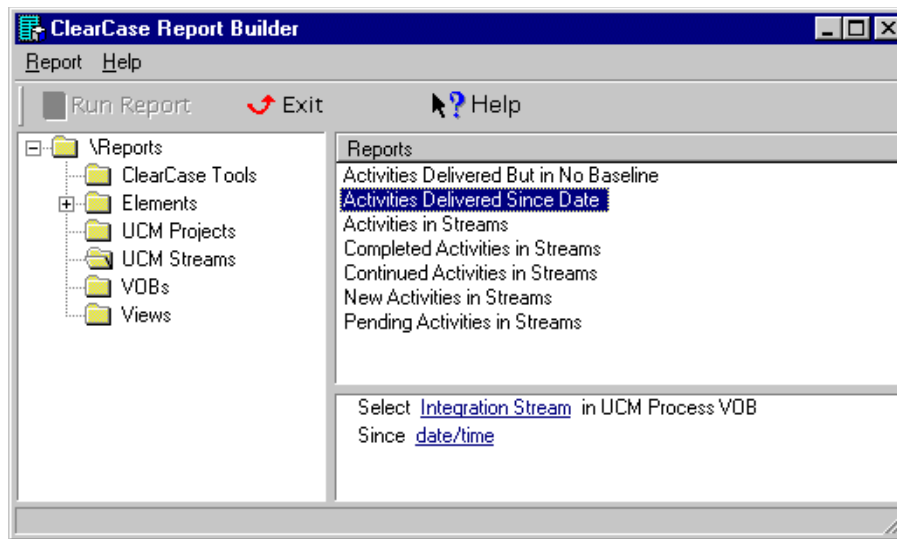 ClearCase Report Builder
Report Help
Run Report Exit Help
\Reports
ClearCase Tools
Elements
UCM Projects
UCM Streams
VOBs
Views
Reports
Activities Delivered But in No Baseline
Activities Delivered Since Date
Activities in Streams
Completed Activities in Streams
Continued Activities in Streams
New Activities in Streams
Pending Activities in Streams
Select Integration Stream in UCM Process VOB
Since date/time